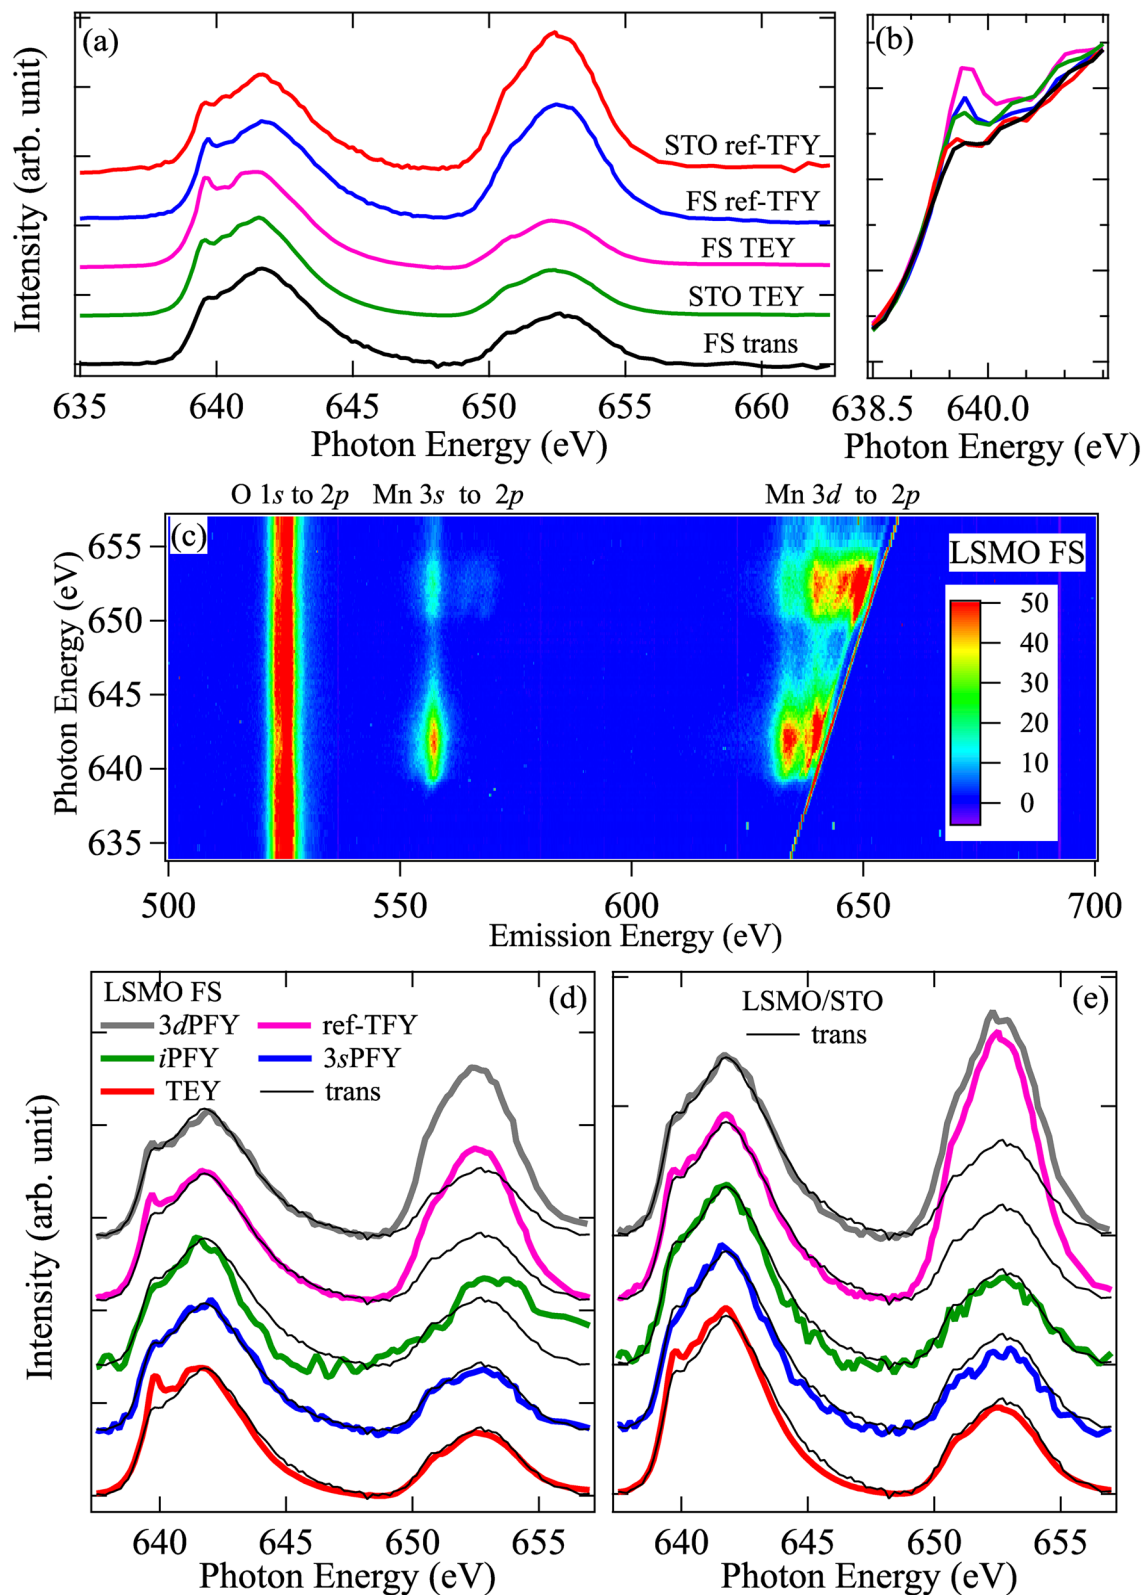 (a)
(b)
Intensity (arb. unit)
STO ref-TFY
FS ref-TFY
FS TEY
STO TEY
FS trans
635 640 645 650 655 660
Photon Energy (eV)
638.5 640.0
Photon Energy (eV)
O 1s to 2p Mn 3s to 2p Mn 3d to 2p
(c)
LSMO FS
50
40
30
20
10
0
Photon Energy (eV)
655
650
645
640
635
500 550 600 650 700
Emission Energy (eV)
LSMO FS
(d)
3dPFY ref-TFY
iPFY 3sPFY
TEY trans
Intensity (arb. unit)
640 645 650 655
Photon Energy (eV)
LSMO/STO
(e)
trans
640 645 650 655
Photon Energy (eV)